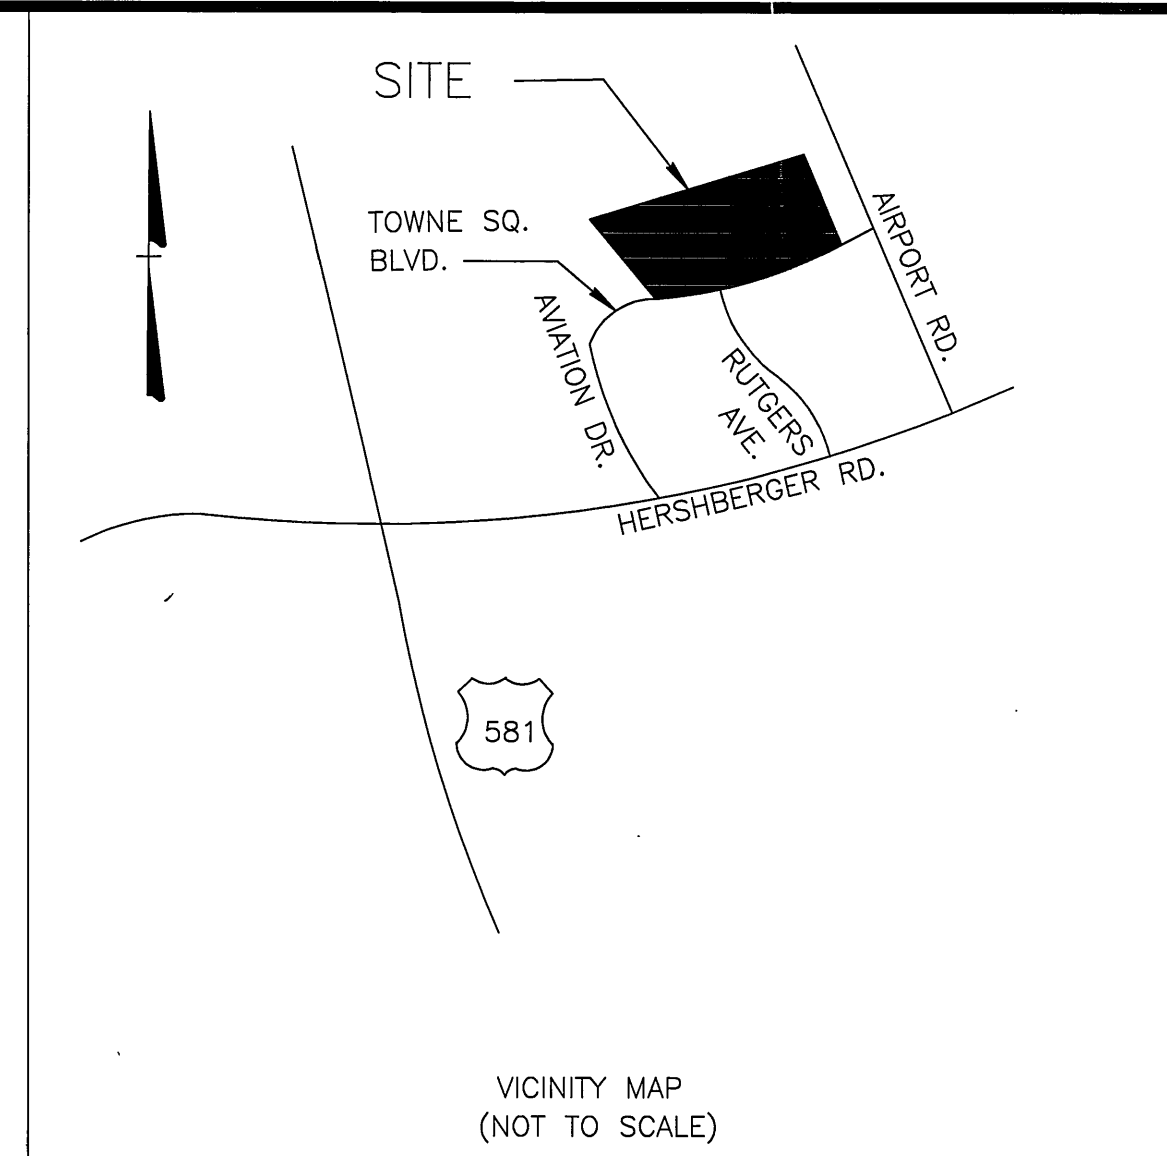 SITE
TOWNE SQ.
BLVD.
AIRPORT RD.
AVIATION DR.
RUTGERS
AVE.
HERSHBERGER RD.
581
VICINITY MAP
(NOT TO SCALE)